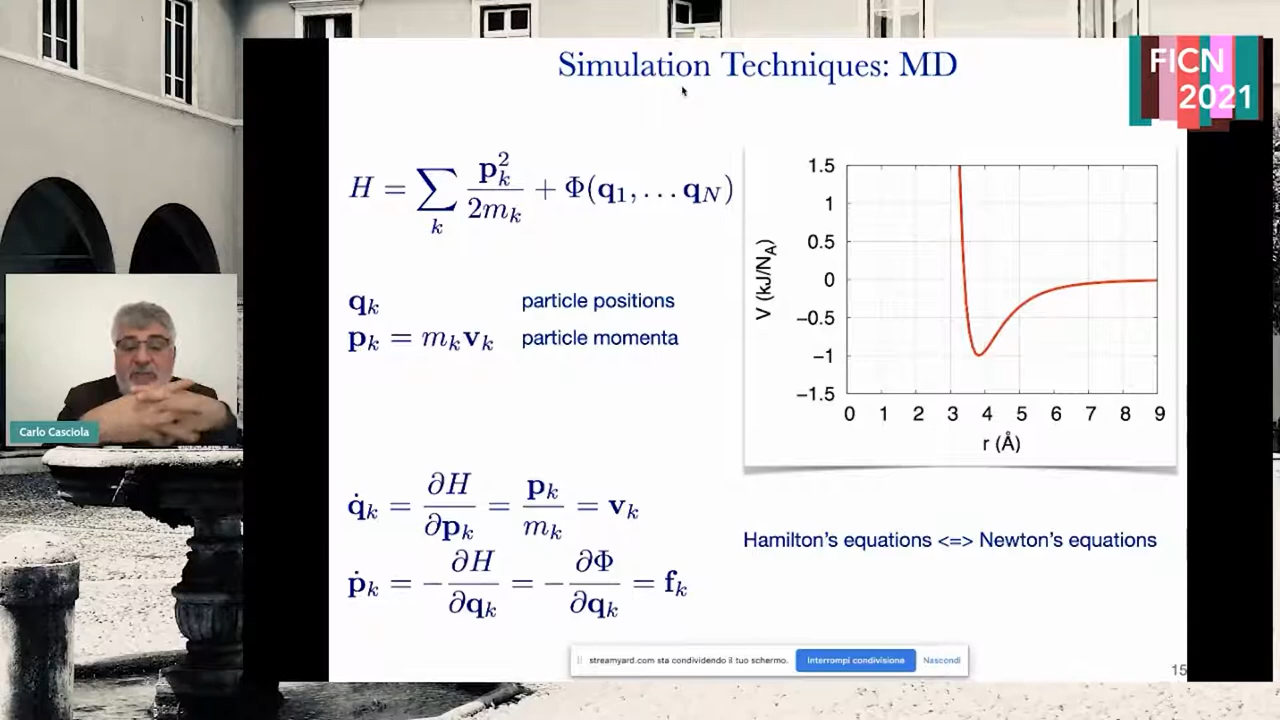 Simulation Techniques: MD
FICN
2021
H = ∑_k p_k^2 / 2m_k + Φ(q_1, … q_N)
q_k particle positions
p_k = m_k v_k particle momenta
V (kJ/N_A)
1.5
1
0.5
0
−0.5
−1
−1.5
0 1 2 3 4 5 6 7 8 9
r (Å)
Carlo Casciola
q̇_k = ∂H/∂p_k = p_k/m_k = v_k
Hamilton's equations <=> Newton's equations
ṗ_k = −∂H/∂q_k = −∂Φ/∂q_k = f_k
streamyard.com sta condividendo il tuo schermo. Interrompi condivisione Nascondi
15